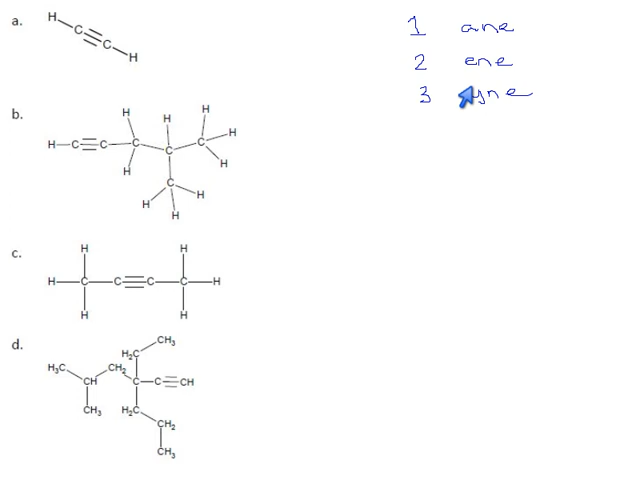 a.
H
C
C
H
1 ane
2 ene
3 yne
b.
H H H
H
H C C C C C H
H
H C H
H H
c.
H H
H C C C C H
H H
d.
CH₃
H₂C
H₃C CH₂
CH C C CH
CH₃ H₂C
CH₂
CH₃